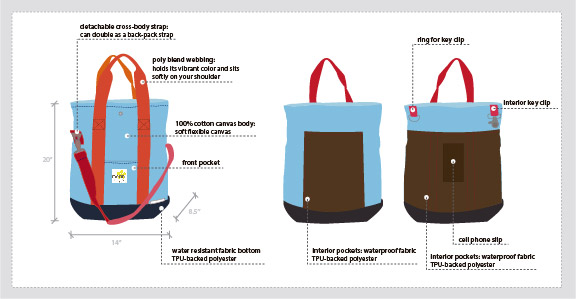 detachable cross-body strap:
can double as a back-pack strap
poly blend webbing:
holds its vibrant color and sits
softly on your shoulder
100% cotton canvas body:
soft flexible canvas
front pocket
20"
14"
8.5"
water resistant fabric bottom
TPU-backed polyester
ring for key clip
interior key clip
cell phone slip
Interior pockets: waterproof fabric
TPU-backed polyester
Interior pockets: waterproof fabric
TPU-backed polyester